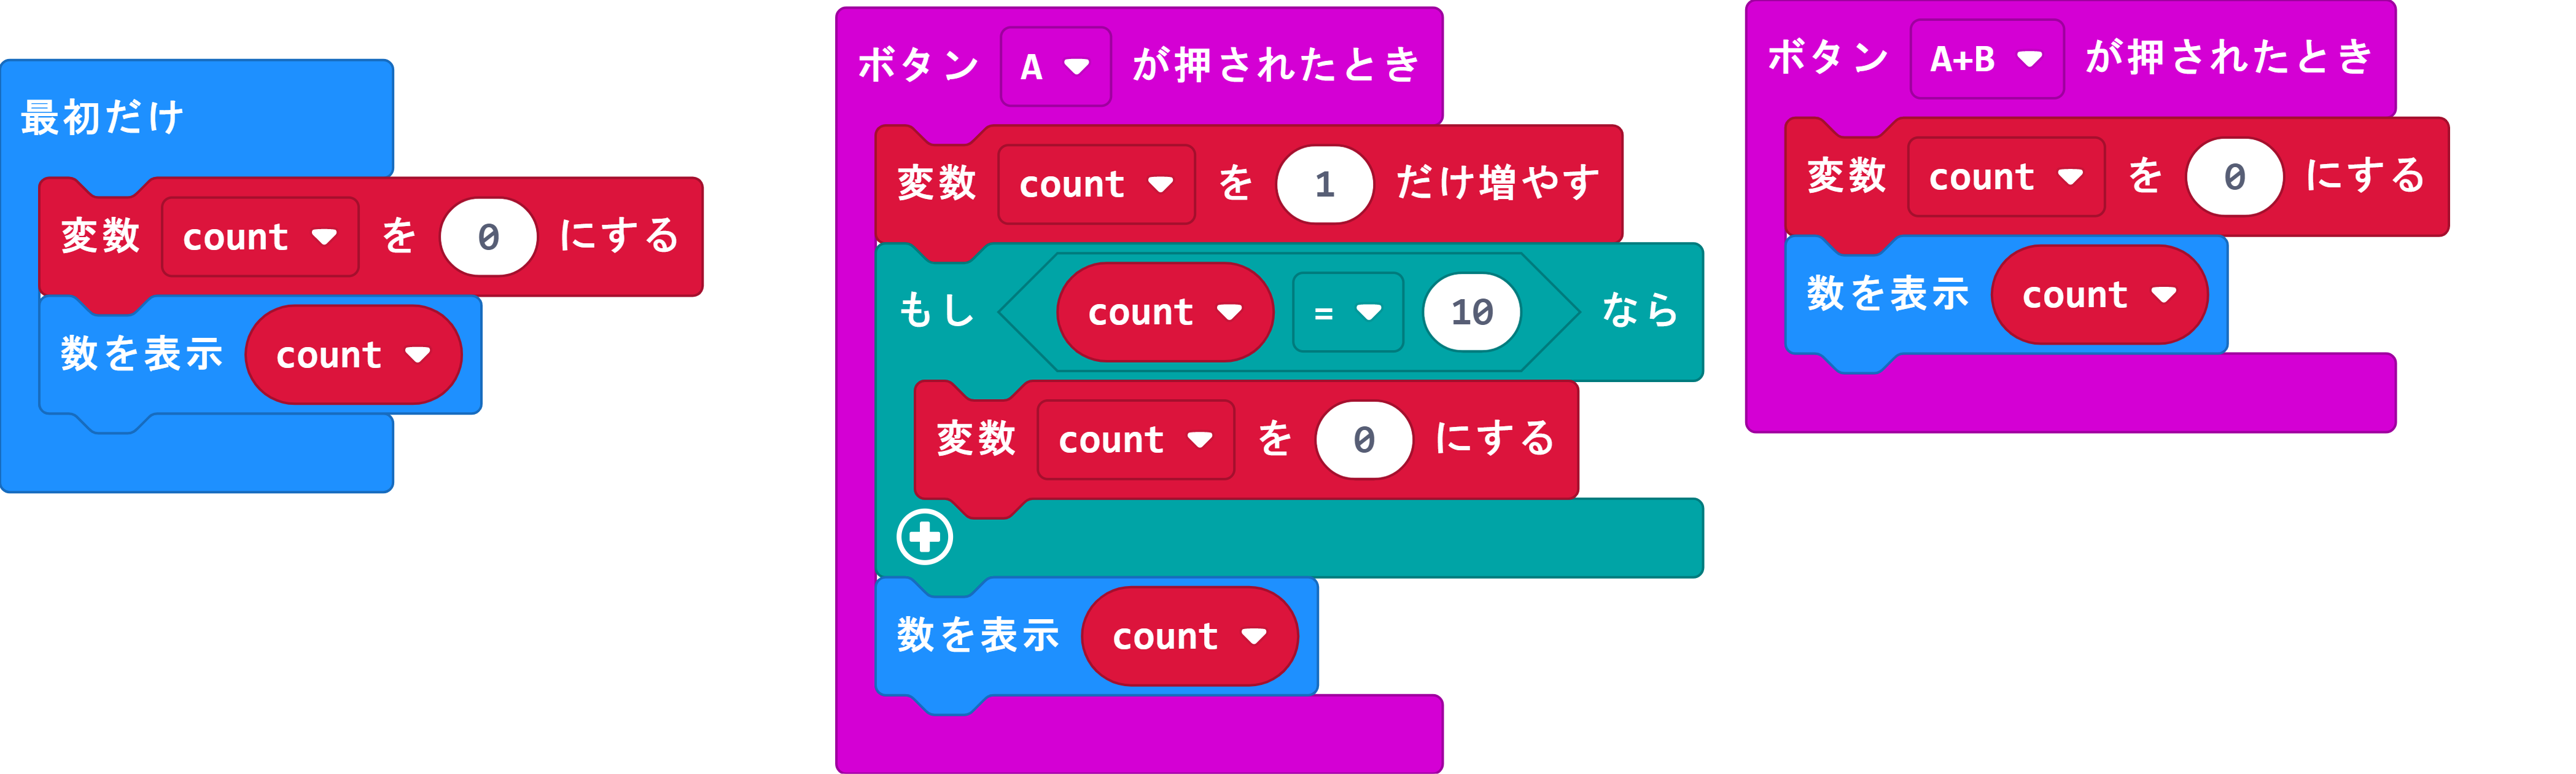 最初だけ
変数 count を 0 にする
数を表示 count
ボタン A が押されたとき
変数 count を 1 だけ増やす
もし count = 10 なら
変数 count を 0 にする
数を表示 count
ボタン A+B が押されたとき
変数 count を 0 にする
数を表示 count